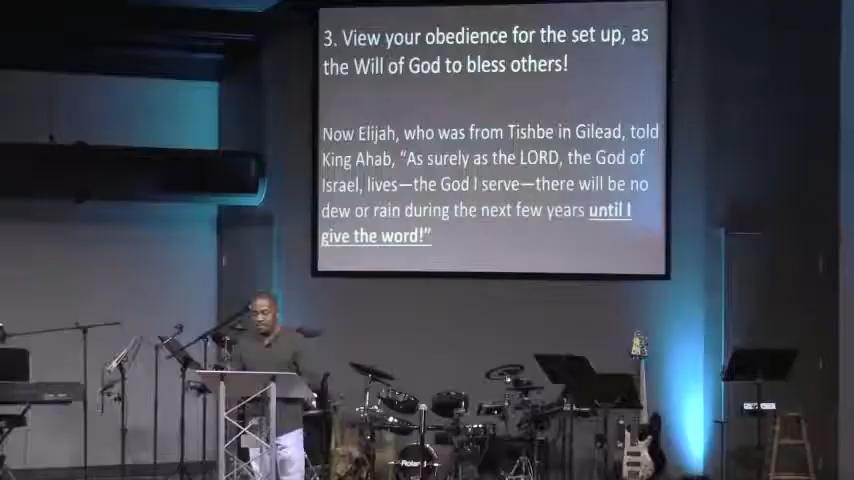 3. View your obedience for the set up, as
the Will of God to bless others!
Now Elijah, who was from Tishbe in Gilead, told
King Ahab, “As surely as the LORD, the God of
Israel, lives—the God I serve—there will be no
dew or rain during the next few years until I
give the word!”
Roland